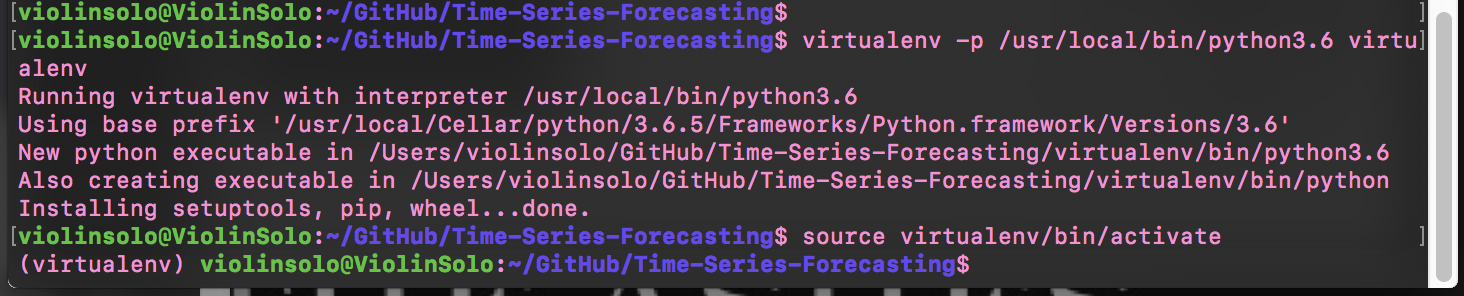 [violinsolo@ViolinSolo:~/GitHub/Time-Series-Forecasting$ ]
[violinsolo@ViolinSolo:~/GitHub/Time-Series-Forecasting$ virtualenv -p /usr/local/bin/python3.6 virtu]
alenv
Running virtualenv with interpreter /usr/local/bin/python3.6
Using base prefix '/usr/local/Cellar/python/3.6.5/Frameworks/Python.framework/Versions/3.6'
New python executable in /Users/violinsolo/GitHub/Time-Series-Forecasting/virtualenv/bin/python3.6
Also creating executable in /Users/violinsolo/GitHub/Time-Series-Forecasting/virtualenv/bin/python
Installing setuptools, pip, wheel...done.
[violinsolo@ViolinSolo:~/GitHub/Time-Series-Forecasting$ source virtualenv/bin/activate ]
(virtualenv) violinsolo@ViolinSolo:~/GitHub/Time-Series-Forecasting$